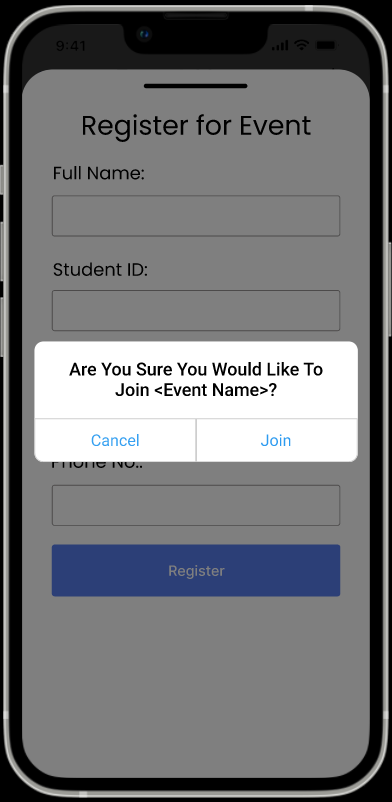 9:41
Register for Event
Full Name:
Student ID:
Are You Sure You Would Like To
Join <Event Name>?
Cancel
Join
Phone No.:
Register